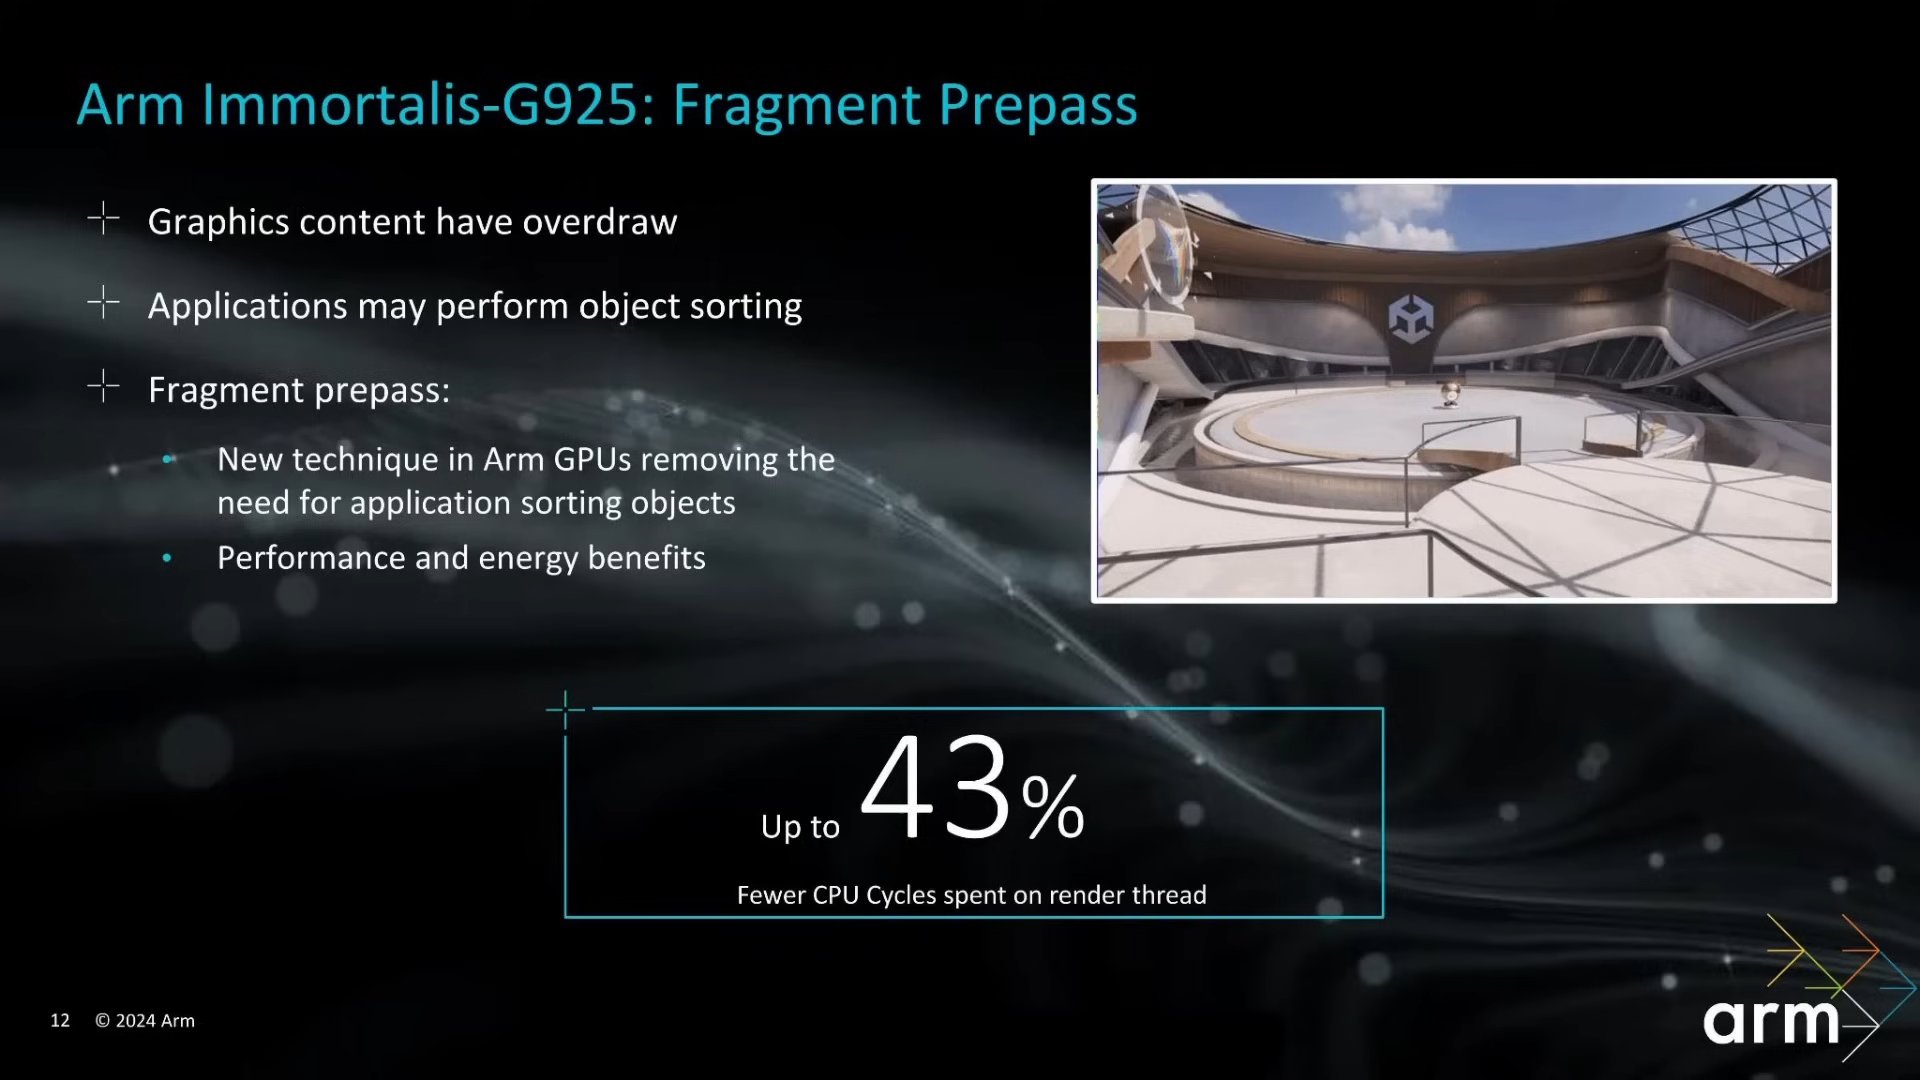 Arm Immortalis-G925: Fragment Prepass
Graphics content have overdraw
Applications may perform object sorting
Fragment prepass:
New technique in Arm GPUs removing the
need for application sorting objects
Performance and energy benefits
Up to 43%
Fewer CPU Cycles spent on render thread
12 © 2024 Arm
arm